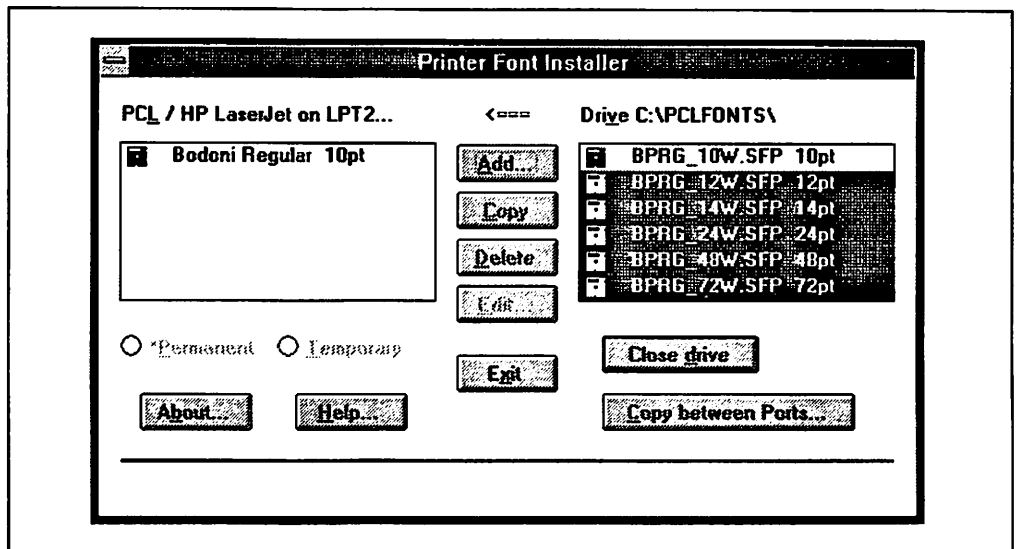 Printer Font Installer
PCL / HP LaserJet on LPT2...
<===
Drive C:\PCLFONTS\
Bodoni Regular 10pt
Add...
Copy
Delete
Edit...
Exit
BPRG_10W.SFP 10pt
BPRG_12W.SFP 12pt
BPRG_14W.SFP 14pt
BPRG_24W.SFP 24pt
BPRG_48W.SFP 48pt
BPRG_72W.SFP 72pt
*Permanent
Temporary
Close drive
About...
Help...
Copy between Ports...